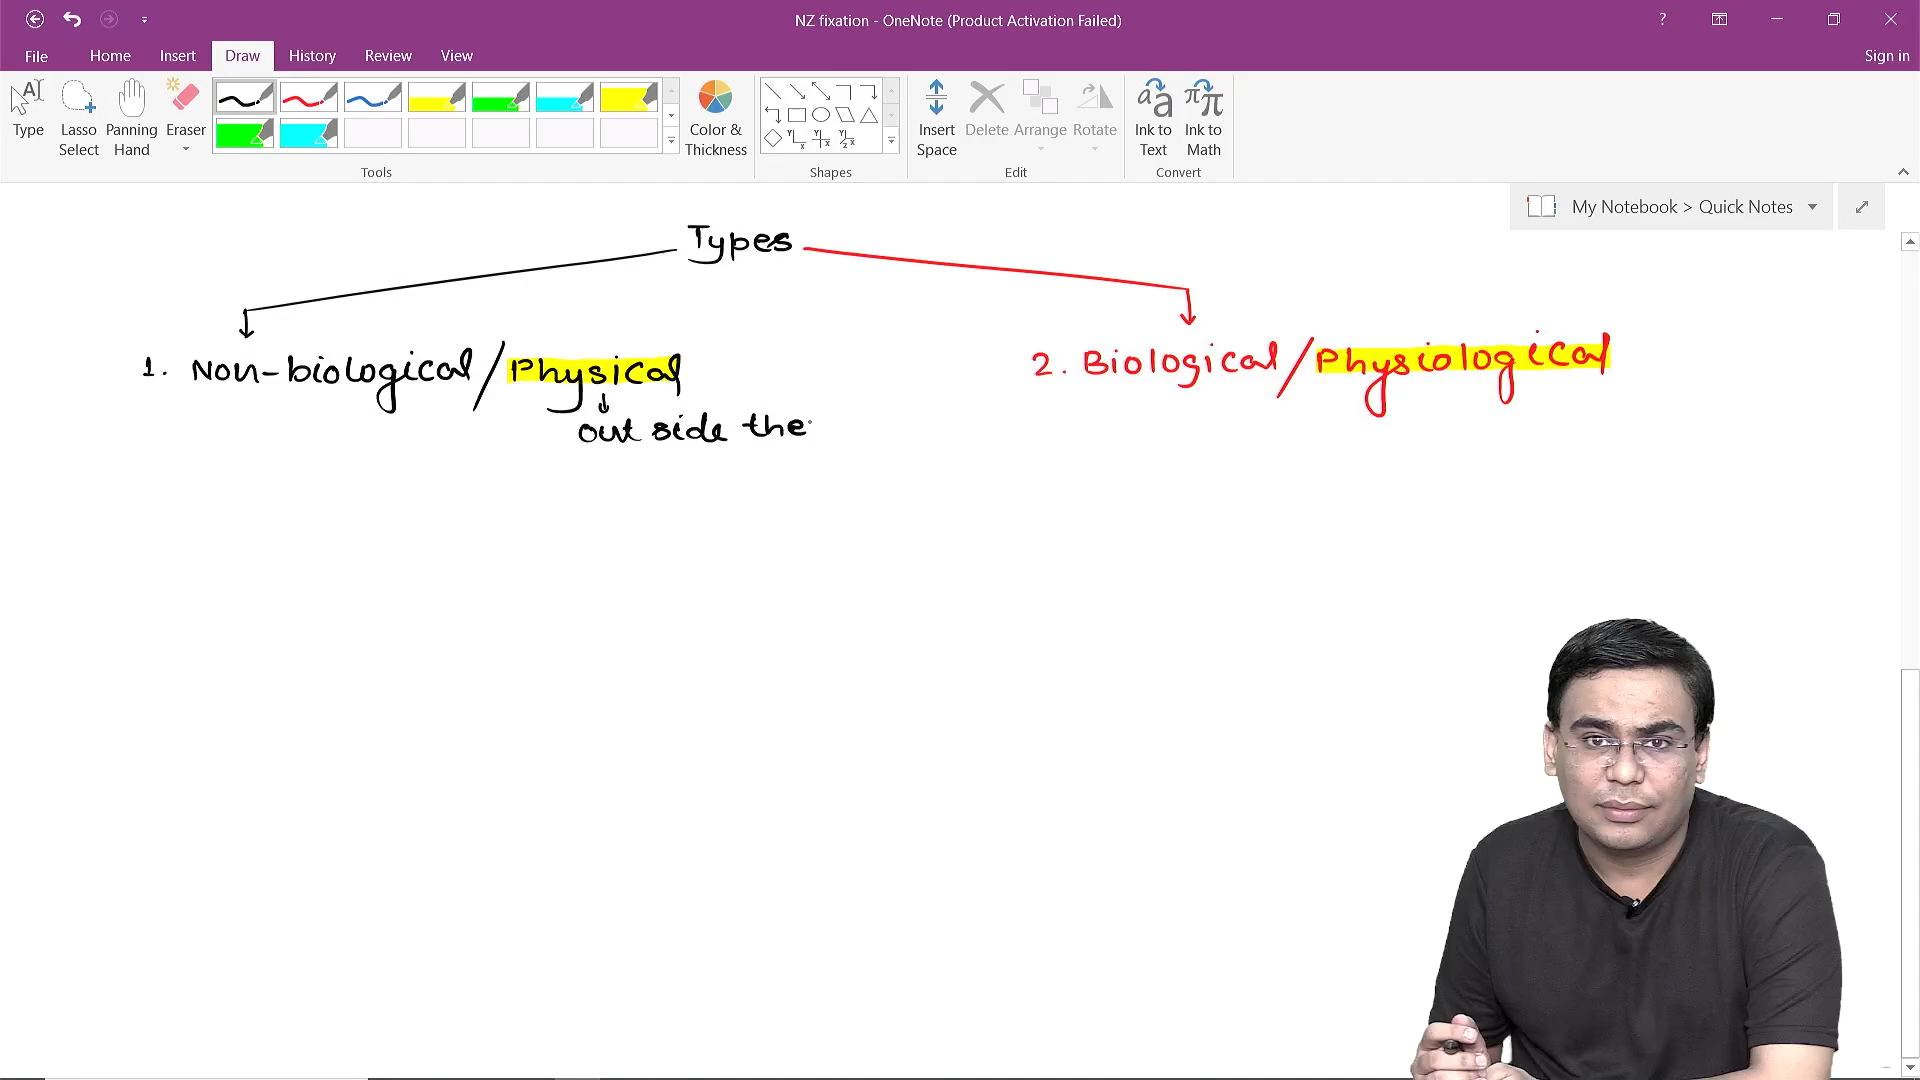 NZ fixation - OneNote (Product Activation Failed)
?
File Home Insert Draw History Review View
Sign in
Type
Lasso Select
Panning Hand
Eraser
Color & Thickness
Insert Space
Delete
Arrange
Rotate
Ink to Text
Ink to Math
Tools
Shapes
Edit
Convert
My Notebook > Quick Notes
Types
1. Non-biological/Physical
2. Biological/Physiological
out side the